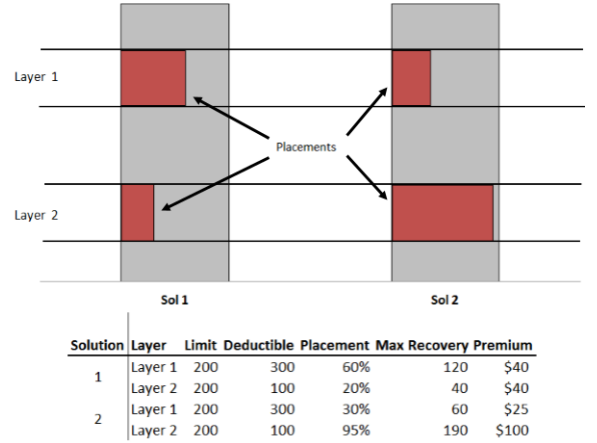 Layer 1
Placements
Layer 2
Sol 1 Sol 2
Solution Layer Limit Deductible Placement Max Recovery Premium
1 Layer 1 200 300 60% 120 $40
Layer 2 200 100 20% 40 $40
2 Layer 1 200 300 30% 60 $25
Layer 2 200 100 95% 190 $100